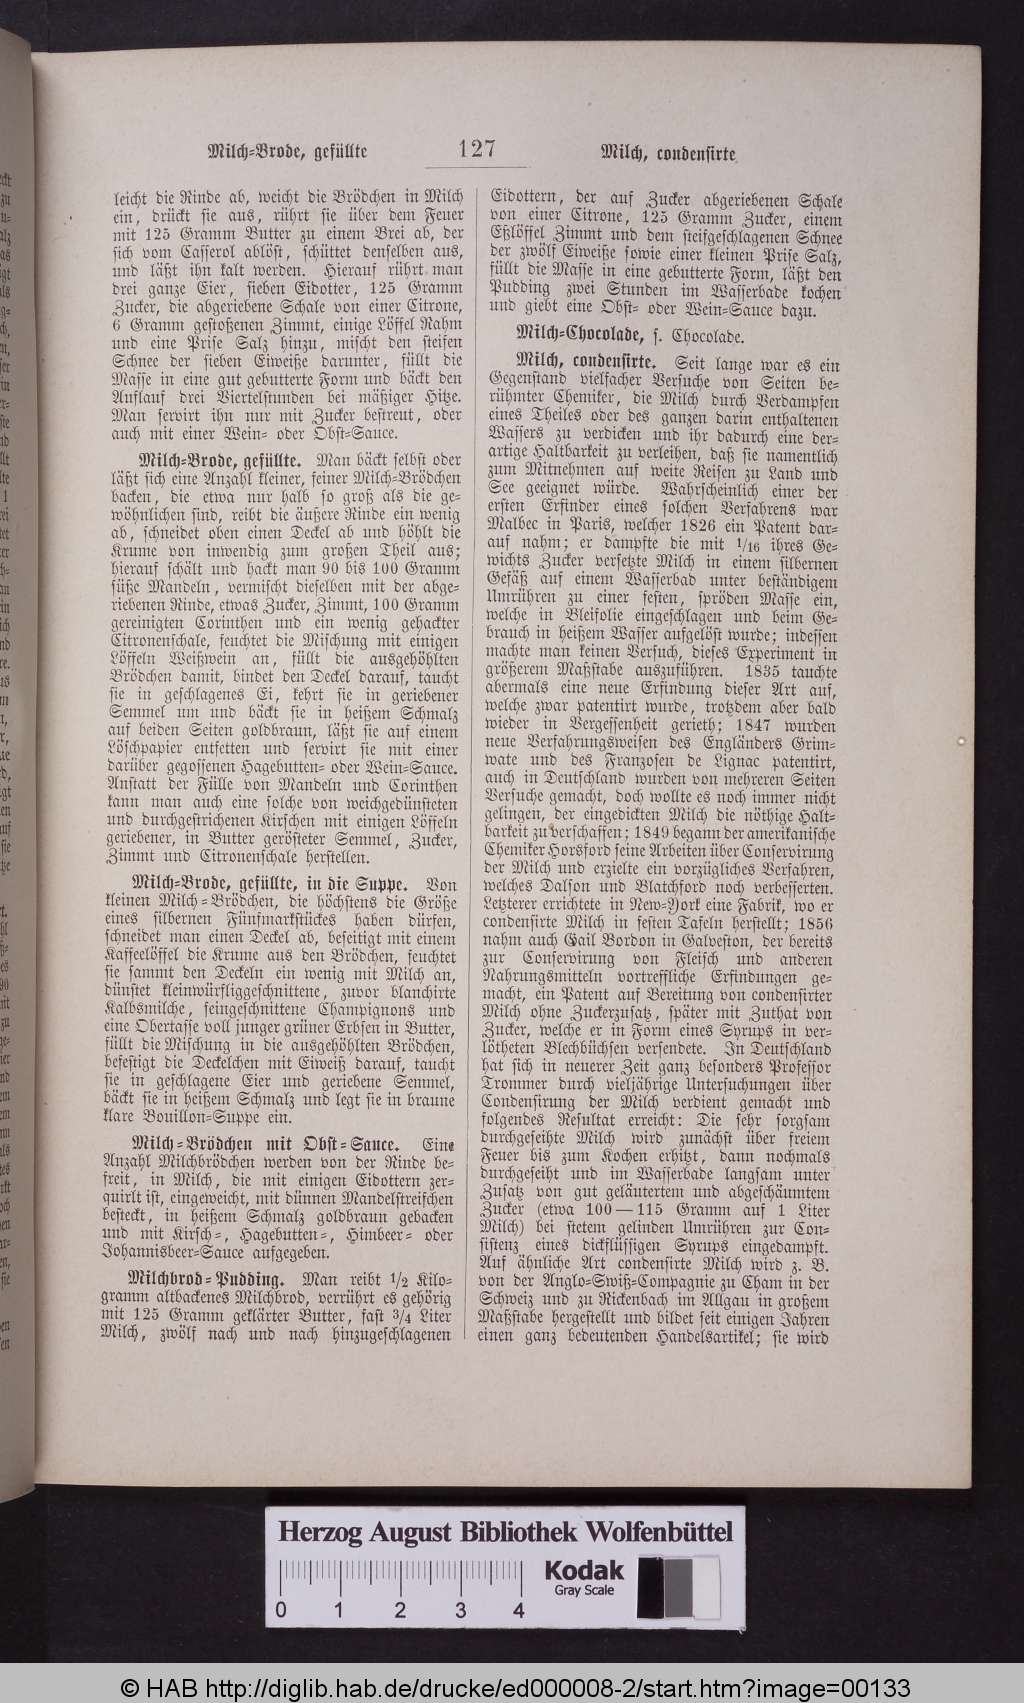 Milch-Brode, gefüllte 127 Milch, condensirte
leicht die Rinde ab, weicht die Brödchen in Milch
ein, drückt sie aus, rührt sie über dem Feuer
mit 125 Gramm Butter zu einem Brei ab, der
sich vom Casserol ablöst, schüttet denselben aus,
und läßt ihn kalt werden. Hierauf rührt man
drei ganze Eier, sieben Eidotter, 125 Gramm
Zucker, die abgeriebene Schale von einer Citrone,
6 Gramm gestoßenen Zimmt, einige Löffel Rahm
und eine Prise Salz hinzu, mischt den steifen
Schnee der sieben Eiweiße darunter, füllt die
Masse in eine gut gebutterte Form und bäckt den
Auflauf drei Viertelstunden bei mäßiger Hitze.
Man servirt ihn nur mit Zucker bestreut, oder
auch mit einer Wein- oder Obst-Sauce.
Milch-Brode, gefüllte. Man bäckt selbst oder
läßt sich eine Anzahl kleiner, feiner Milch-Brödchen
backen, die etwa nur halb so groß als die ge-
wöhnlichen sind, reibt die äußere Rinde ein wenig
ab, schneidet oben einen Deckel ab und höhlt die
Krume von inwendig zum großen Theil aus;
hierauf schält und hackt man 90 bis 100 Gramm
süße Mandeln, vermischt dieselben mit der abge-
riebenen Rinde, etwas Zucker, Zimmt, 100 Gramm
gereinigten Corinthen und ein wenig gehackter
Citronenschale, feuchtet die Mischung mit einigen
Löffeln Weißwein an, füllt die ausgehöhlten
Brödchen damit, bindet den Deckel darauf, taucht
sie in geschlagenes Ei, kehrt sie in geriebener
Semmel um und bäckt sie in heißem Schmalz
auf beiden Seiten goldbraun, läßt sie auf einem
Löschpapier entfetten und servirt sie mit einer
darüber gegossenen Hagebutten- oder Wein-Sauce.
Anstatt der Fülle von Mandeln und Corinthen
kann man auch eine solche von weichgedünsteten
und durchgestrichenen Kirschen mit einigen Löffeln
geriebener, in Butter gerösteter Semmel, Zucker,
Zimmt und Citronenschale herstellen.
Milch-Brode, gefüllte, in die Suppe. Von
kleinen Milch-Brödchen, die höchstens die Größe
eines silbernen Fünfmarkstückes haben dürfen,
schneidet man einen Deckel ab, beseitigt mit einem
Kaffeelöffel die Krume aus den Brödchen, feuchtet
sie sammt den Deckeln ein wenig mit Milch an,
dünstet kleinwürfliggeschnittene, zuvor blanchirte
Kalbsmilche, feingeschnittene Champignons und
eine Obertasse voll junger grüner Erbsen in Butter,
füllt die Mischung in die ausgehöhlten Brödchen,
befestigt die Deckelchen mit Eiweiß darauf, taucht
sie in geschlagene Eier und geriebene Semmel,
bäckt sie in heißem Schmalz und legt sie in braune
klare Bouillon-Suppe ein.
Milch-Brödchen mit Obst-Sauce. Eine
Anzahl Milchbrödchen werden von der Rinde be-
freit, in Milch, die mit einigen Eidottern zer-
quirlt ist, eingeweicht, mit dünnen Mandelstreifchen
besteckt, in heißem Schmalz goldbraun gebacken
und mit Kirsch-, Hagebutten-, Himbeer- oder
Johannisbeer-Sauce aufgegeben.
Milchbrod-Pudding. Man reibt 1/2 Kilo-
gramm altbackenes Milchbrod, verrührt es gehörig
mit 125 Gramm geklärter Butter, fast 3/4 Liter
Milch, zwölf nach und nach hinzugeschlagenen
Eidottern, der auf Zucker abgeriebenen Schale
von einer Citrone, 125 Gramm Zucker, einem
Eßlöffel Zimmt und dem steifgeschlagenen Schnee
der zwölf Eiweiße sowie einer kleinen Prise Salz,
füllt die Masse in eine gebutterte Form, läßt den
Pudding zwei Stunden im Wasserbade kochen
und giebt eine Obst- oder Wein-Sauce dazu.
Milch-Chocolade, s. Chocolade.
Milch, condensirte. Seit lange war es ein
Gegenstand vielfacher Versuche von Seiten be-
rühmter Chemiker, die Milch durch Verdampfen
eines Theiles oder des ganzen darin enthaltenen
Wassers zu verdicken und ihr dadurch eine der-
artige Haltbarkeit zu verleihen, daß sie namentlich
zum Mitnehmen auf weite Reisen zu Land und
See geeignet würde. Wahrscheinlich einer der
ersten Erfinder eines solchen Verfahrens war
Malbec in Paris, welcher 1826 ein Patent dar-
auf nahm; er dampfte die mit 1/16 ihres Ge-
wichts Zucker versetzte Milch in einem silbernen
Gefäß auf einem Wasserbad unter beständigem
Umrühren zu einer festen, spröden Masse ein,
welche in Bleifolie eingeschlagen und beim Ge-
brauch in heißem Wasser aufgelöst wurde; indessen
machte man keinen Versuch, dieses Experiment in
größerem Maßstabe auszuführen. 1835 tauchte
abermals eine neue Erfindung dieser Art auf,
welche zwar patentirt wurde, trotzdem aber bald
wieder in Vergessenheit gerieth; 1847 wurden
neue Verfahrungsweisen des Engländers Grim-
wate und des Franzosen de Lignac patentirt,
auch in Deutschland wurden von mehreren Seiten
Versuche gemacht, doch wollte es noch immer nicht
gelingen, der eingedickten Milch die nöthige Halt-
barkeit zu verschaffen; 1849 begann der amerikanische
Chemiker Horsford seine Arbeiten über Conservirung
der Milch und erzielte ein vorzügliches Verfahren,
welches Dalson und Blatchford noch verbesserten.
Letzterer errichtete in New-York eine Fabrik, wo er
condensirte Milch in festen Tafeln herstellt; 1856
nahm auch Gail Bordon in Galveston, der bereits
zur Conservirung von Fleisch und anderen
Nahrungsmitteln vortreffliche Erfindungen ge-
macht, ein Patent auf Bereitung von condensirter
Milch ohne Zuckerzusatz, später mit Zuthat von
Zucker, welche er in Form eines Syrups in ver-
lötheten Blechbüchsen versendete. In Deutschland
hat sich in neuerer Zeit ganz besonders Professor
Trommer durch vieljährige Untersuchungen über
Condensirung der Milch verdient gemacht und
folgendes Resultat erreicht: Die sehr sorgsam
durchgeseihte Milch wird zunächst über freiem
Feuer bis zum Kochen erhitzt, dann nochmals
durchgeseiht und im Wasserbade langsam unter
Zusatz von gut geläutertem und abgeschäumtem
Zucker (etwa 100—115 Gramm auf 1 Liter
Milch) bei stetem gelinden Umrühren zur Con-
sistenz eines dickflüssigen Syrups eingedampft.
Auf ähnliche Art condensirte Milch wird z. B.
von der Anglo-Swiß-Compagnie zu Cham in der
Schweiz und zu Rickenbach im Allgau in großem
Maßstabe hergestellt und bildet seit einigen Jahren
einen ganz bedeutenden Handelsartikel; sie wird
Herzog August Bibliothek Wolfenbüttel
Kodak
Gray Scale
0 1 2 3 4
© HAB http://diglib.hab.de/drucke/ed000008-2/start.htm?image=00133